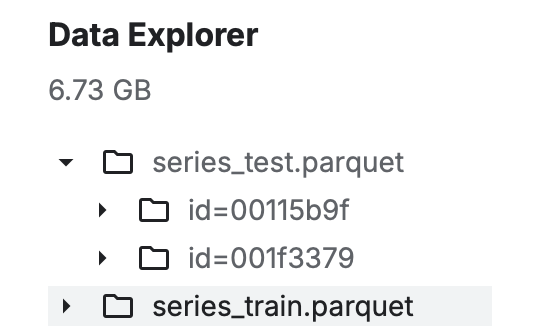 Data Explorer
6.73 GB
series_test.parquet
id=00115b9f
id=001f3379
series_train.parquet